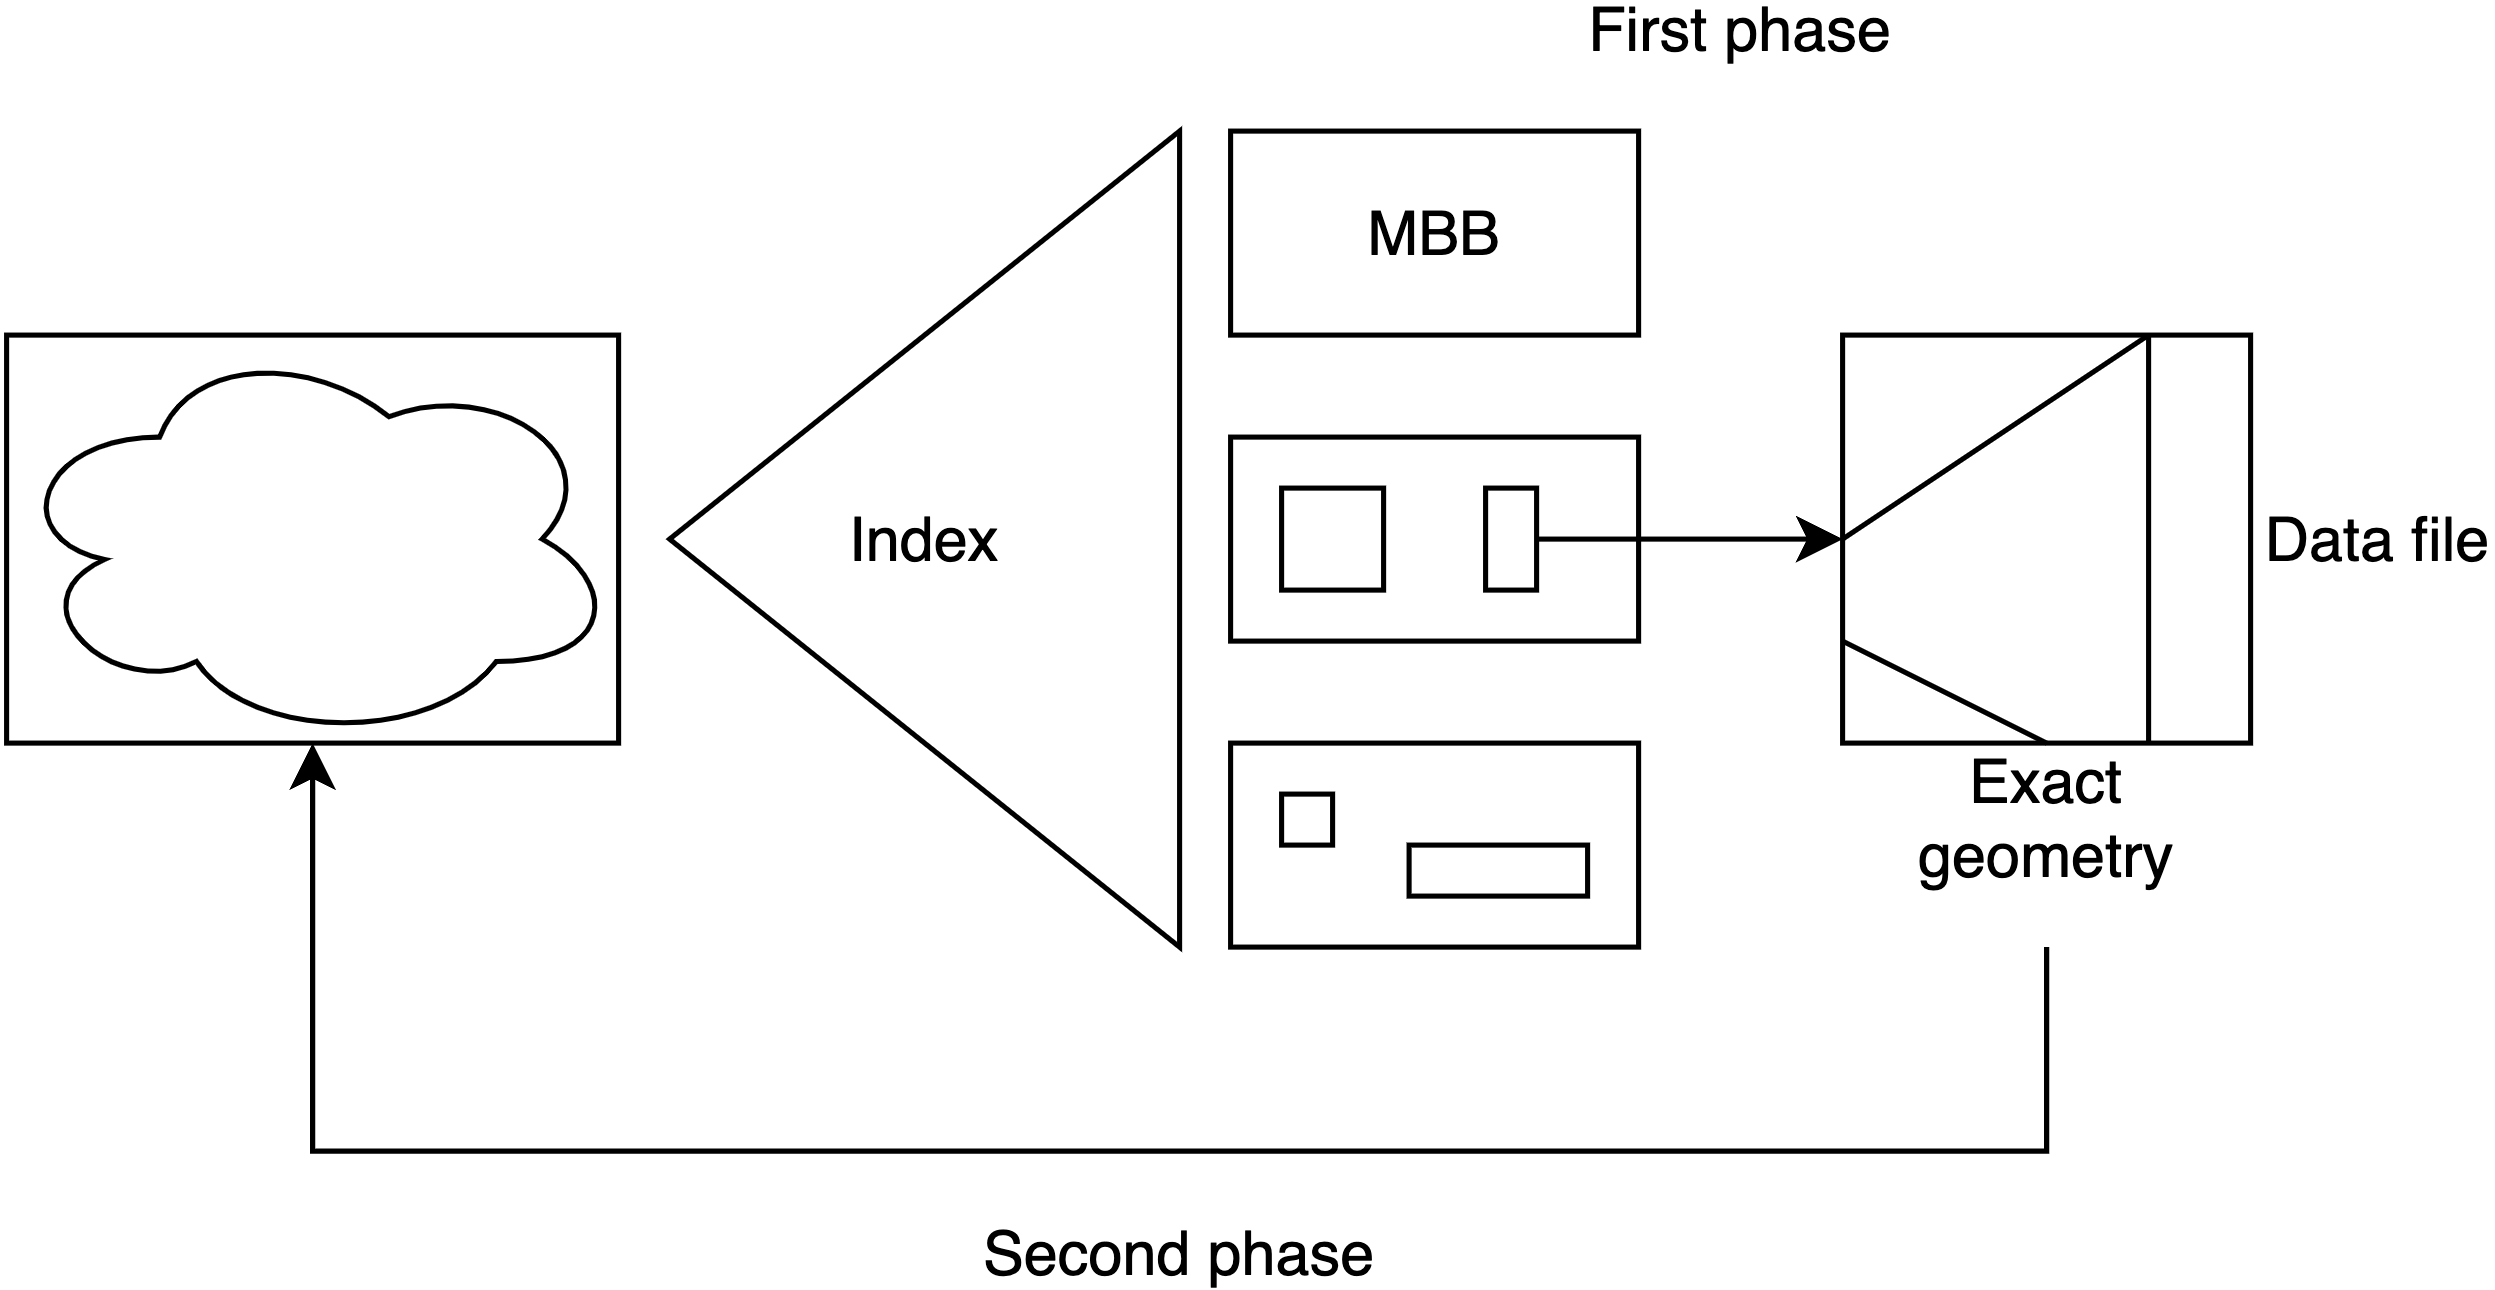 First phase
MBB
Index
Data file
Exact
geometry
Second phase